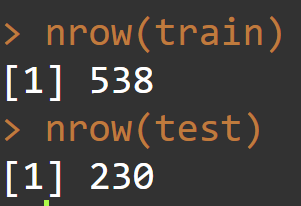 > nrow(train)
[1] 538
> nrow(test)
[1] 230